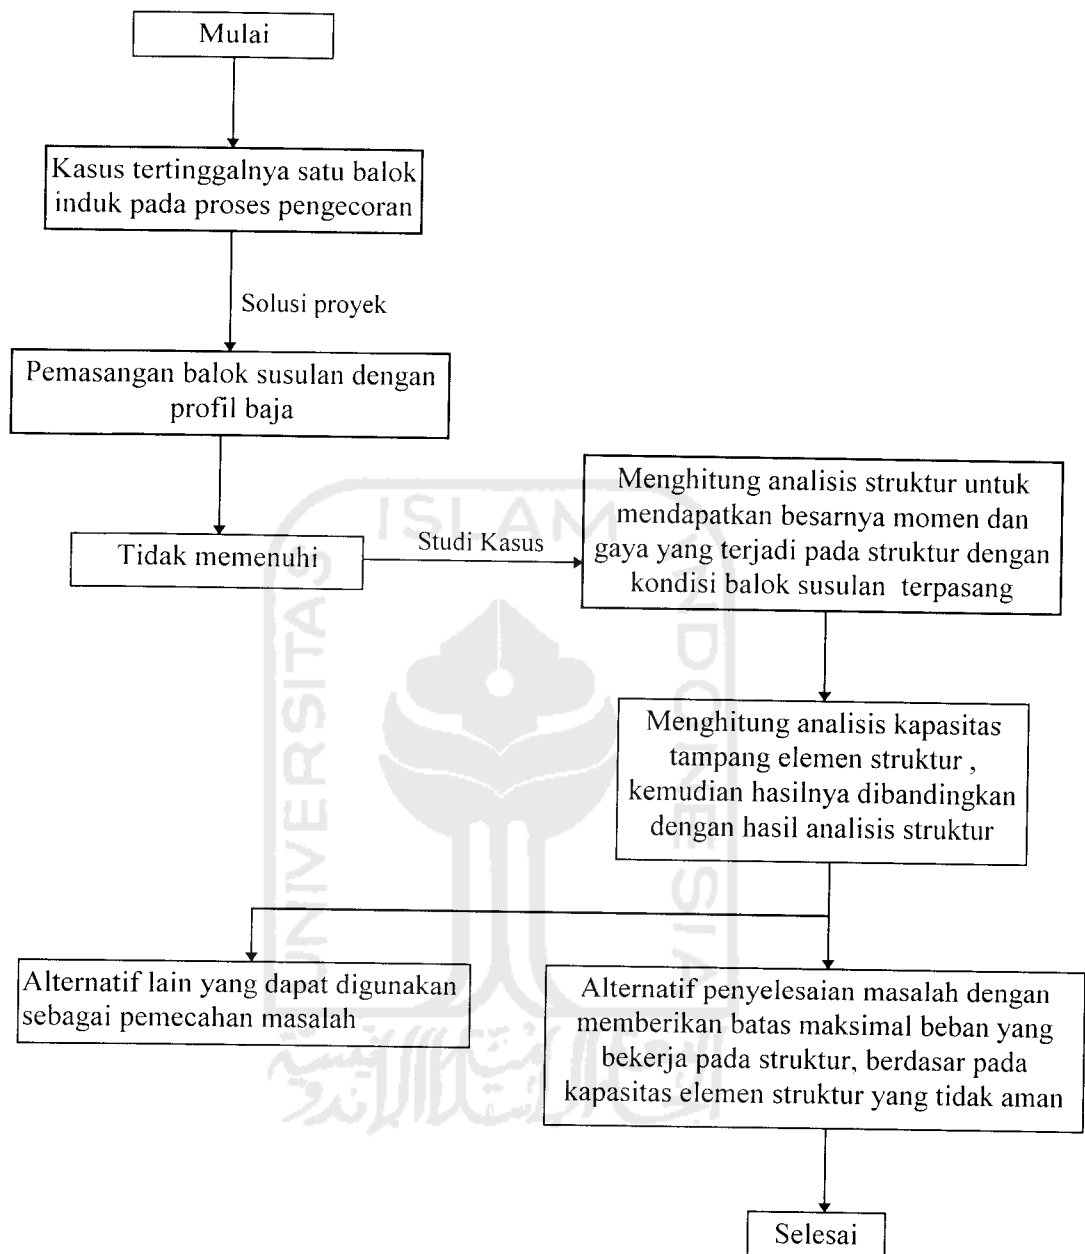 Mulai
Kasus tertinggalnya satu balok
induk pada proses pengecoran
Solusi proyek
Pemasangan balok susulan dengan
profil baja
Tidak memenuhi
Studi Kasus
Menghitung analisis struktur untuk
mendapatkan besarnya momen dan
gaya yang terjadi pada struktur dengan
kondisi balok susulan terpasang
Menghitung analisis kapasitas
tampang elemen struktur ,
kemudian hasilnya dibandingkan
dengan hasil analisis struktur
Alternatif lain yang dapat digunakan
sebagai pemecahan masalah
Alternatif penyelesaian masalah dengan
memberikan batas maksimal beban yang
bekerja pada struktur, berdasar pada
kapasitas elemen struktur yang tidak aman
Selesai
UNIVERSITAS
ISLAM
INDONESIA